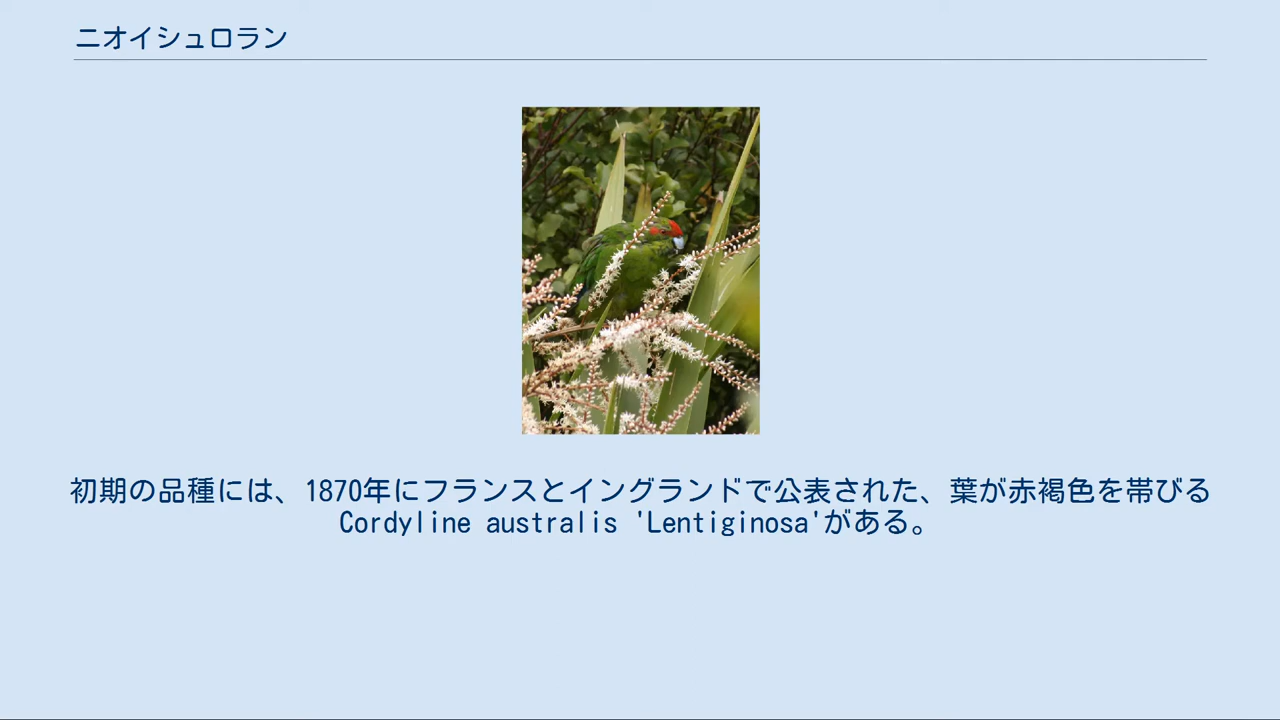 ニオイシュロラン
初期の品種には、1870年にフランスとイングランドで公表された、葉が赤褐色を帯びる
Cordyline australis 'Lentiginosa'がある。